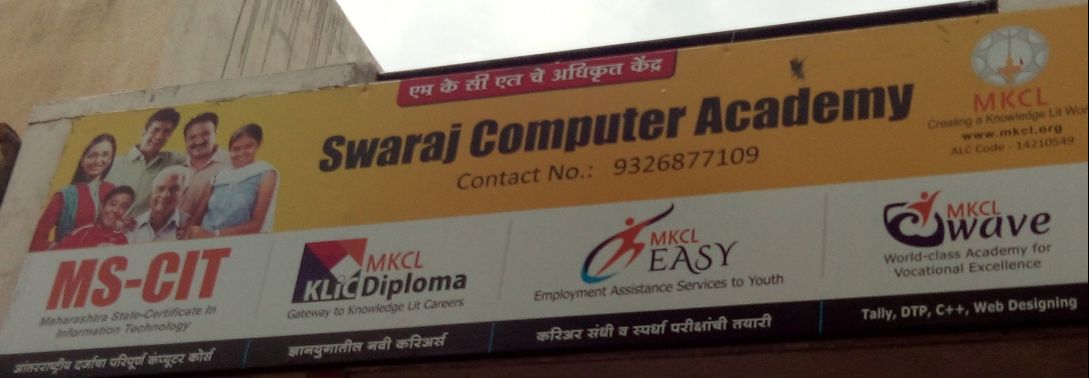 एम के सी एल चे अधिकृत केंद्र
Swaraj Computer Academy
Contact No.: 9326877109
MKCL
Creating a Knowledge Lit
www.mkcl.org
ALC Code - 14210549
MS-CIT
Maharashtra State-Certificate In
Information Technology
आंतरराष्ट्रीय दर्जाचा परिपूर्ण कंप्यूटर कोर्स
MKCL
KLiC Diploma
Gateway to Knowledge Lit Careers
ज्ञानयुगातील नवी करिअर्स
MKCL
EASY
Employment Assistance Services to Youth
करिअर संधी व स्पर्धा परीक्षांची तयारी
MKCL
wave
World-class Academy for
Vocational Excellence
Tally, DTP, C++, Web Designing